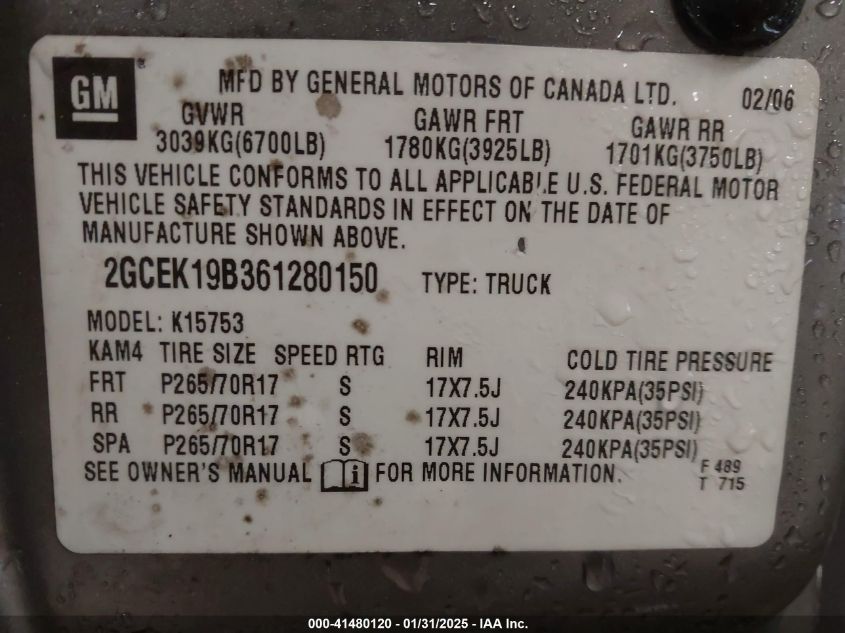 GM
MFD BY GENERAL MOTORS OF CANADA LTD. 02/06
GVWR GAWR FRT GAWR RR
3039KG(6700LB) 1780KG(3925LB) 1701KG(3750LB)
THIS VEHICLE CONFORMS TO ALL APPLICABLE U.S. FEDERAL MOTOR
VEHICLE SAFETY STANDARDS IN EFFECT ON THE DATE OF
MANUFACTURE SHOWN ABOVE.
2GCEK19B361280150 TYPE: TRUCK
MODEL: K15753
KAM4 TIRE SIZE SPEED RTG RIM COLD TIRE PRESSURE
FRT P265/70R17 S 17X7.5J 240KPA(35PSI)
RR P265/70R17 S 17X7.5J 240KPA(35PSI)
SPA P265/70R17 S 17X7.5J 240KPA(35PSI)
SEE OWNER'S MANUAL i FOR MORE INFORMATION. F 489
T 715
000-41480120 - 01/31/2025 - IAA Inc.